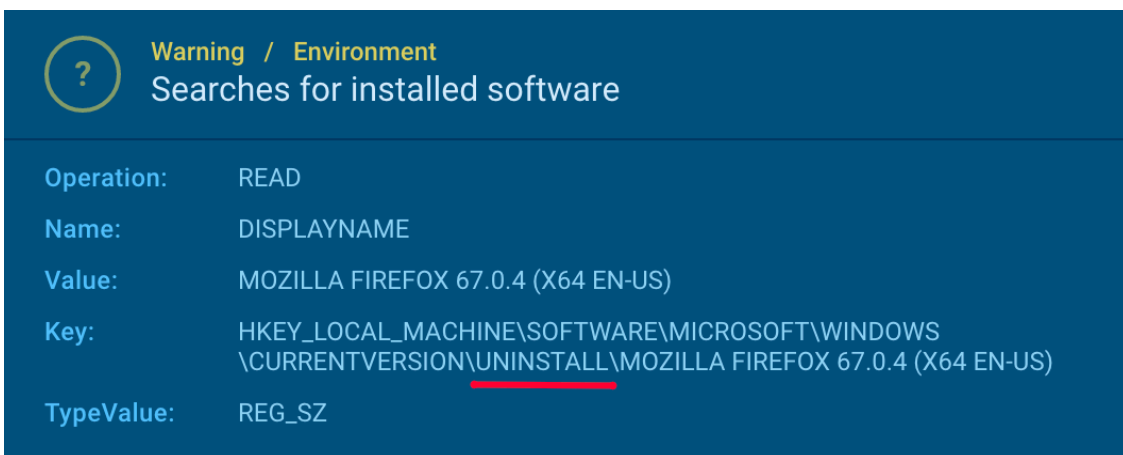 ?
Warning / Environment
Searches for installed software
Operation: READ
Name: DISPLAYNAME
Value: MOZILLA FIREFOX 67.0.4 (X64 EN-US)
Key: HKEY_LOCAL_MACHINE\SOFTWARE\MICROSOFT\WINDOWS
\CURRENTVERSION\UNINSTALL\MOZILLA FIREFOX 67.0.4 (X64 EN-US)
TypeValue: REG_SZ